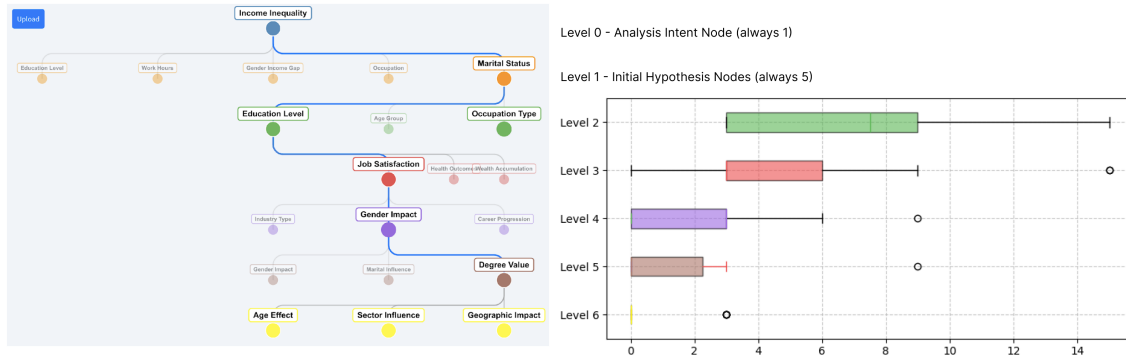 Upload
Income Inequality
Education Level
Work Hours
Gender Income Gap
Occupation
Marital Status
Education Level
Age Group
Occupation Type
Job Satisfaction
Health Outcome
Wealth Accumulation
Industry Type
Gender Impact
Career Progression
Gender Impact
Marital Influence
Degree Value
Age Effect
Sector Influence
Geographic Impact
Level 0 - Analysis Intent Node (always 1)
Level 1 - Initial Hypothesis Nodes (always 5)
Level 2
Level 3
Level 4
Level 5
Level 6
0 2 4 6 8 10 12 14